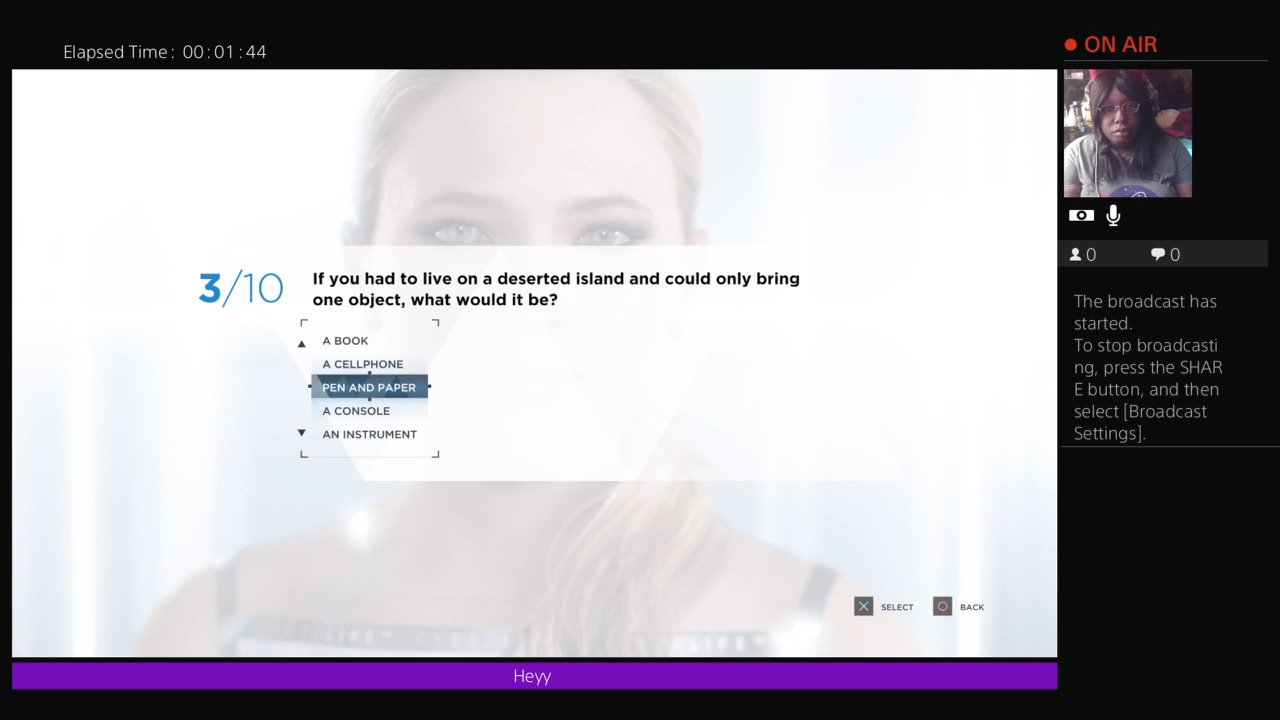 Elapsed Time: 00:01:44
ON AIR
3/10
If you had to live on a deserted island and could only bring
one object, what would it be?
A BOOK
A CELLPHONE
PEN AND PAPER
A CONSOLE
AN INSTRUMENT
SELECT
BACK
0
0
The broadcast has
started.
To stop broadcasti
ng, press the SHAR
E button, and then
select [Broadcast
Settings].
Heyy